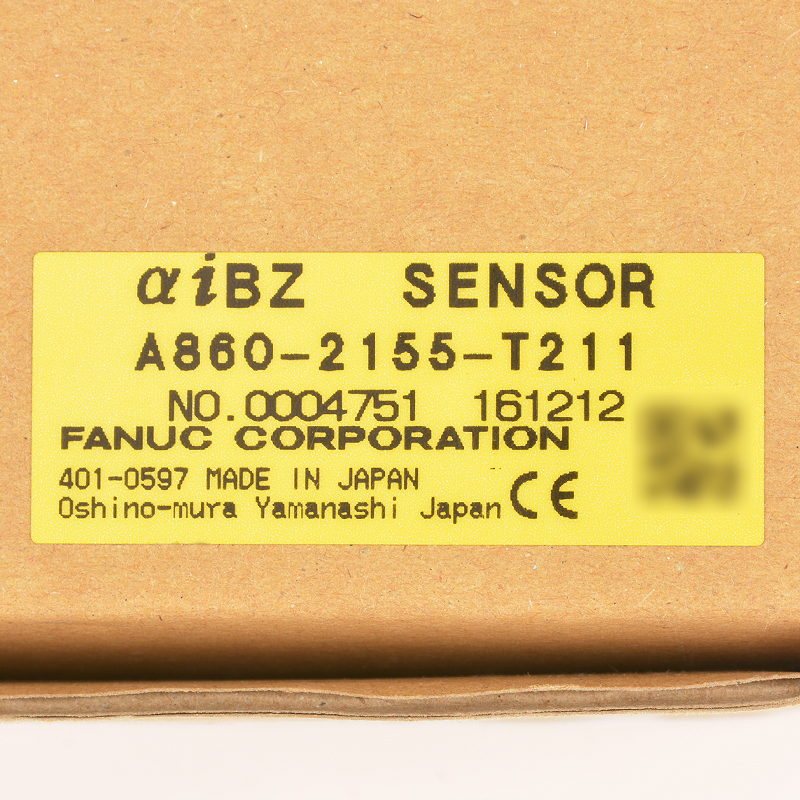 αiBZ SENSOR
A860-2155-T211
NO.0004751 161212
FANUC CORPORATION
401-0597 MADE IN JAPAN
Oshino-mura Yamanashi Japan CE